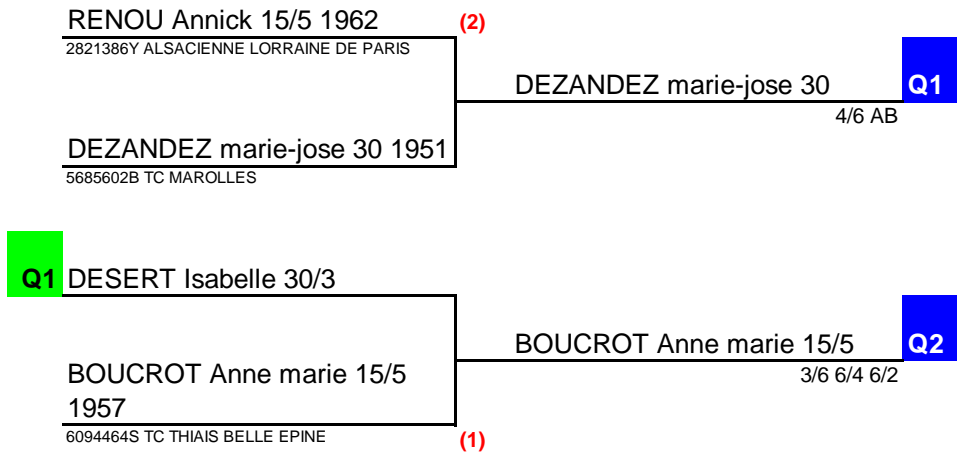 RENOU Annick 15/5 1962 (2)
2821386Y ALSACIENNE LORRAINE DE PARIS
DEZANDEZ marie-jose 30 Q1
4/6 AB
DEZANDEZ marie-jose 30 1951
5685602B TC MAROLLES
Q1 DESERT Isabelle 30/3
BOUCROT Anne marie 15/5 Q2
3/6 6/4 6/2
BOUCROT Anne marie 15/5
1957
6094464S TC THIAIS BELLE EPINE (1)